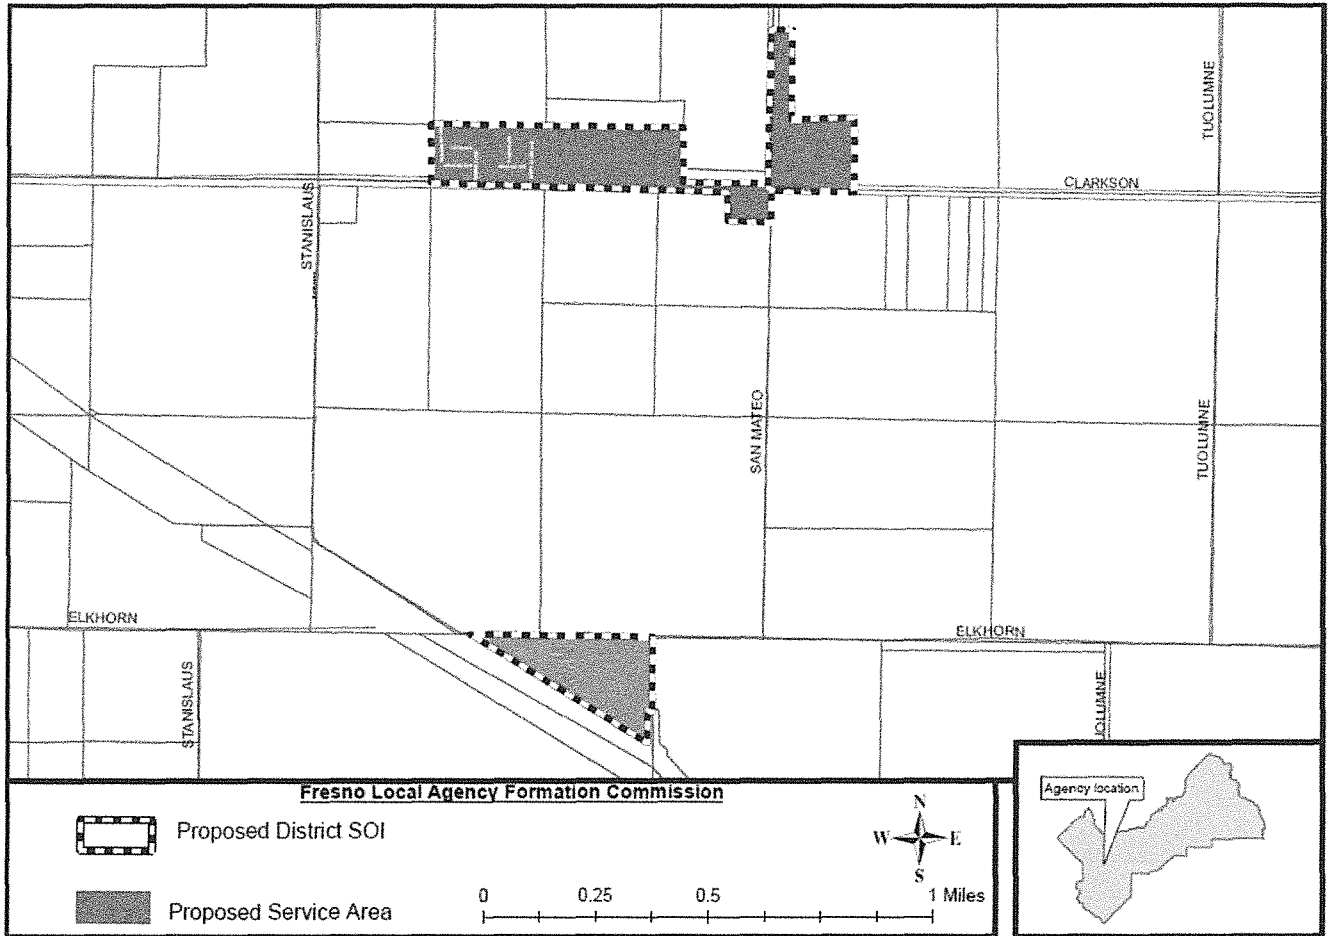 TUOLUMNE
CLARKSON
STANISLAUS
SAN MATEO
TUOLUMNE
ELKHORN
ELKHORN
STANISLAUS
JOLUMNE
Fresno Local Agency Formation Commission
Proposed District SOI
Proposed Service Area
N
W E
S
0 0.25 0.5 1 Miles
Agency location